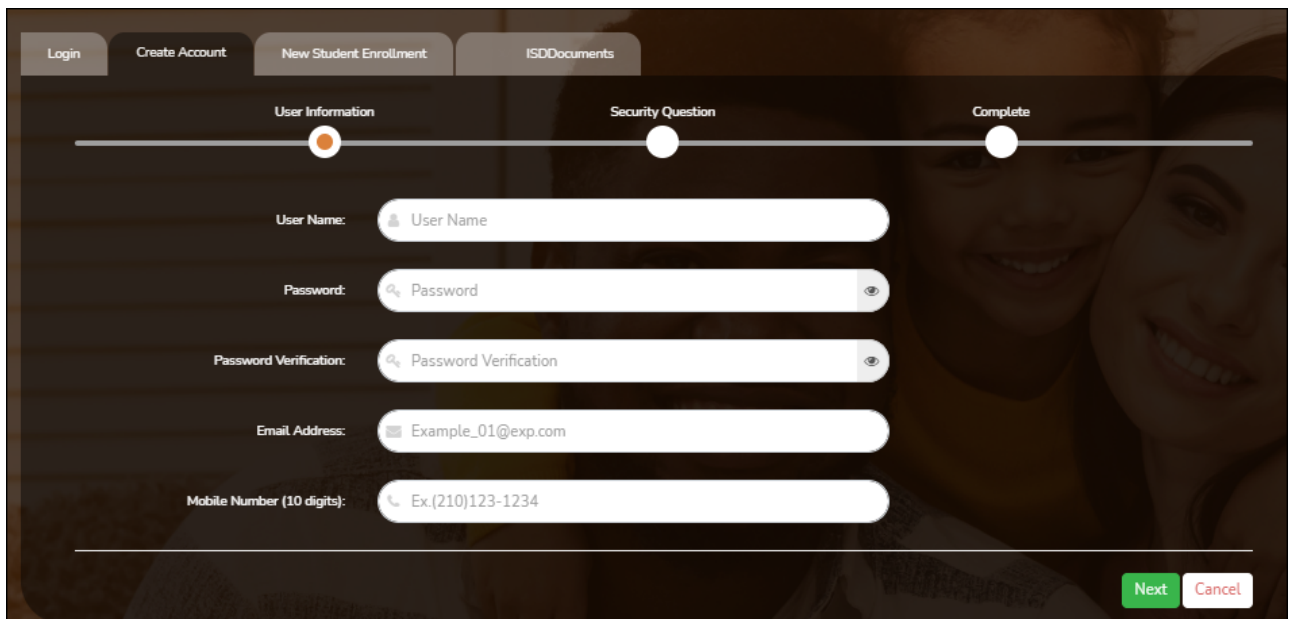 Login
Create Account
New Student Enrollment
ISDDocuments
User Information
Security Question
Complete
User Name:
User Name
Password:
Password
Password Verification:
Password Verification
Email Address:
Example_01@exp.com
Mobile Number (10 digits):
Ex.(210)123-1234
Next
Cancel